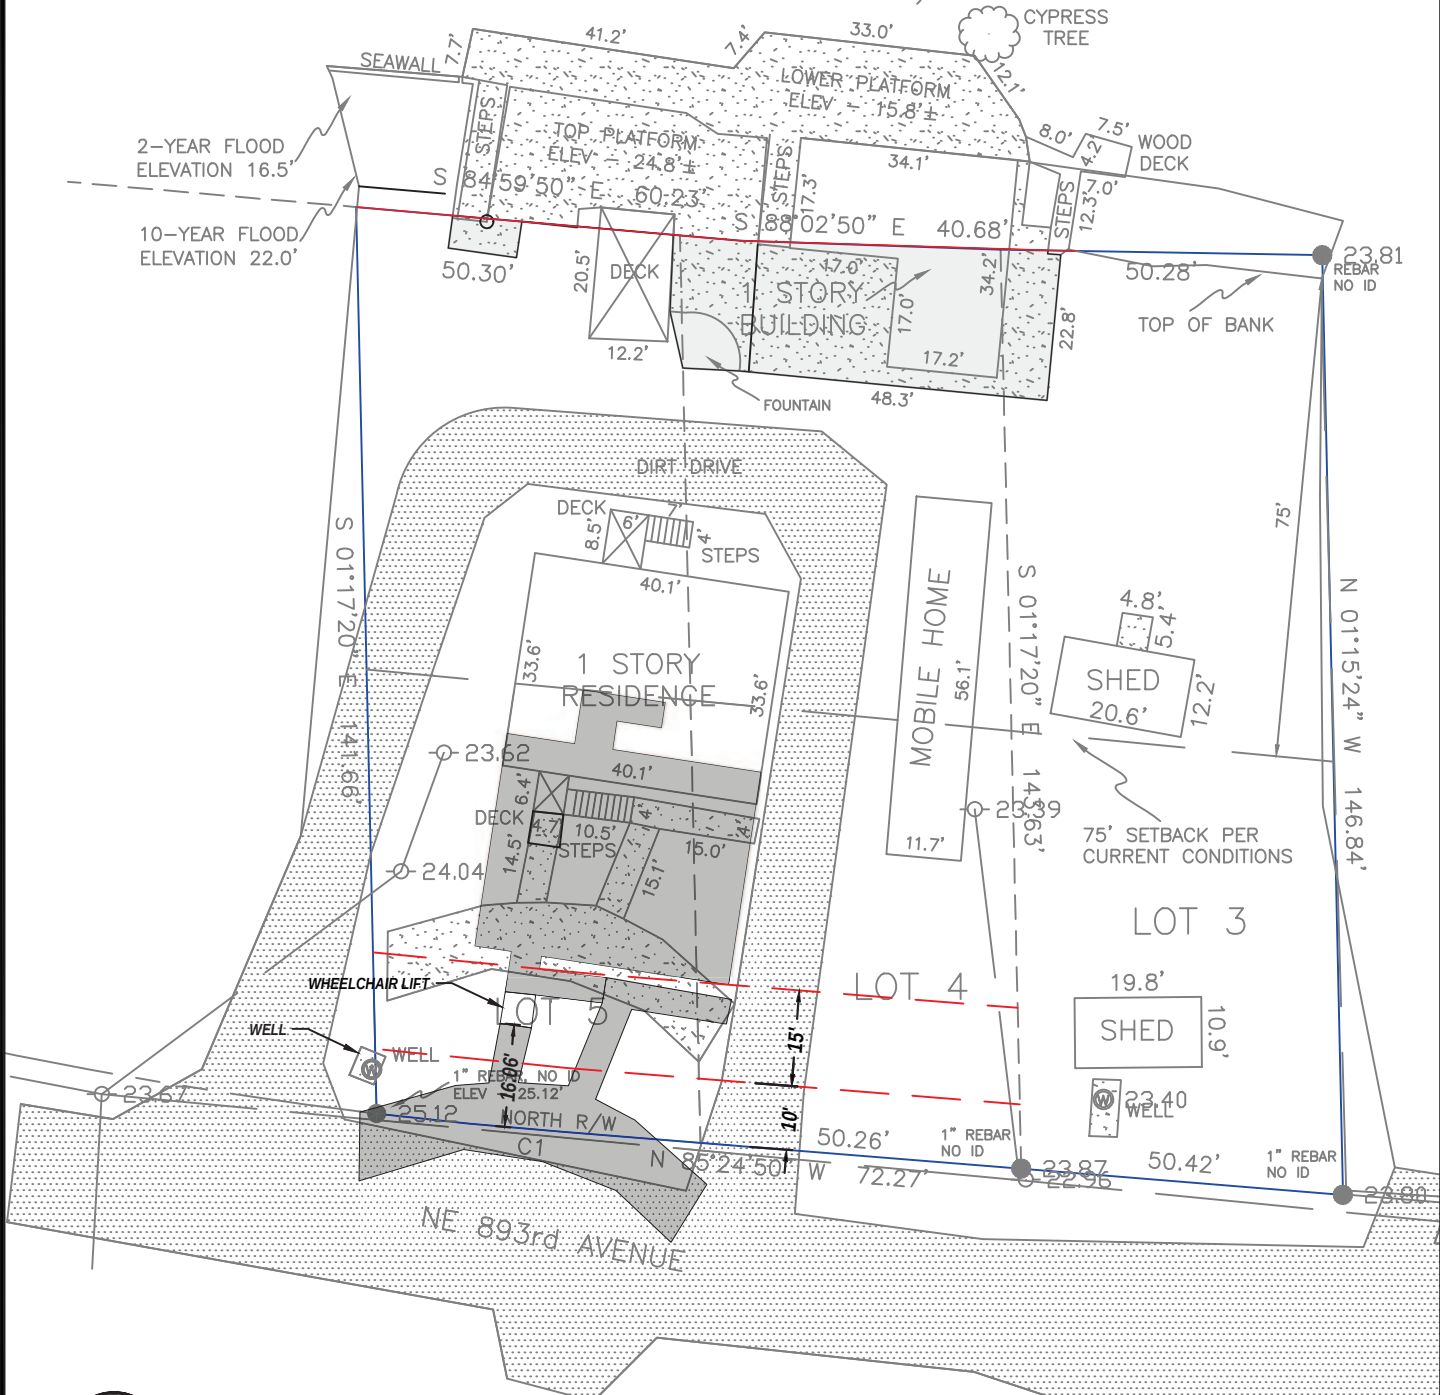 CYPRESS
TREE
41.2'
7.4'
33.0'
7.7'
SEAWALL
12.1'
LOWER PLATFORM
ELEV - 15.8'±
STEPS
TOP PLATFORM
ELEV - 24.8'±
2-YEAR FLOOD
ELEVATION 16.5'
8.0'
7.5'
4.2'
WOOD
DECK
STEPS
34.1'
17.3'
7.0'
12.3'
STEPS
S 84°59'50" E 60.23'
S 88°02'50" E 40.68'
10-YEAR FLOOD
ELEVATION 22.0'
50.30'
20.5'
DECK
12.2'
17.0'
1 STORY
BUILDING
17.0'
34.2'
17.2'
22.8'
48.3'
FOUNTAIN
50.28'
23.81
REBAR
NO ID
TOP OF BANK
DIRT DRIVE
DECK
8.5'
6'
7'
4'
STEPS
40.1'
75'
S 01°17'20" E 141.66'
33.6'
1 STORY
RESIDENCE
33.6'
MOBILE HOME
56.1'
11.7'
S 01°17'20" E 143.63'
4.8'
5.4'
SHED
20.6'
12.2'
N 01°15'24" W 146.84'
23.62
40.1'
6.4'
DECK
4.7'
10.5'
STEPS
4'
15.0'
4'
14.5'
15.1'
24.04
23.39
75' SETBACK PER
CURRENT CONDITIONS
LOT 3
WHEELCHAIR LIFT
LOT 5
LOT 4
19.8'
SHED
10.9'
WELL
WELL
W
15'
16.06'
1" REBAR, NO ID
ELEV 25.12'
23.67
25.12
NORTH R/W
C1
10'
W
23.40
WELL
50.26'
1" REBAR
NO ID
N 85°24'50" W 72.27'
23.87
22.96
50.42'
1" REBAR
NO ID
23.80
NE 893rd AVENUE